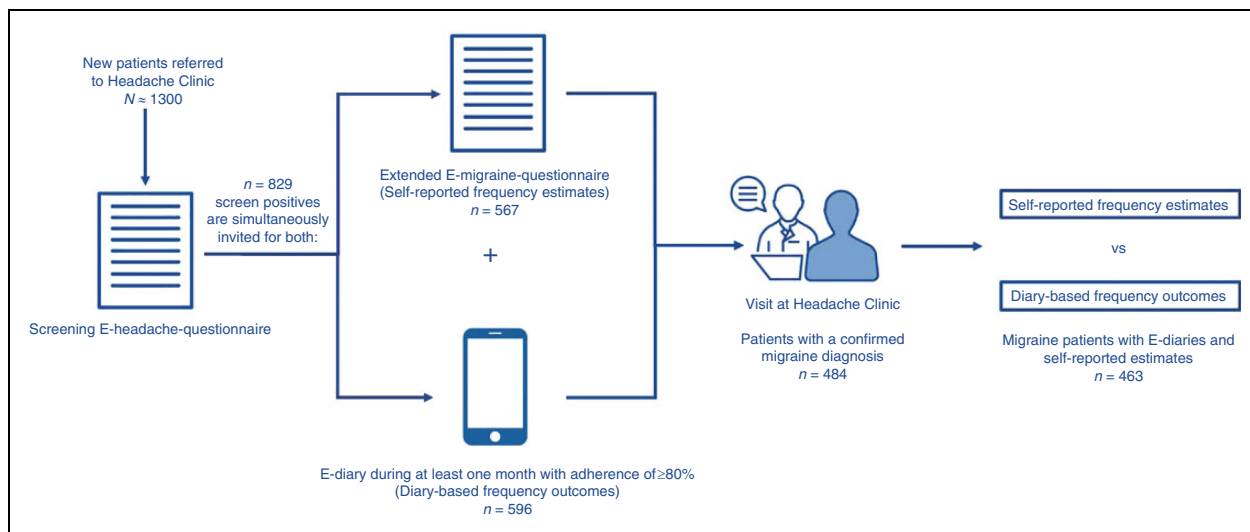 New patients referred
to Headache Clinic
N ≈ 1300
Screening E-headache-questionnaire
n = 829
screen positives
are simultaneously
invited for both:
Extended E-migraine-questionnaire
(Self-reported frequency estimates)
n = 567
+
E-diary during at least one month with adherence of ≥80%
(Diary-based frequency outcomes)
n = 596
Visit at Headache Clinic
Patients with a confirmed
migraine diagnosis
n = 484
Self-reported frequency estimates
vs
Diary-based frequency outcomes
Migraine patients with E-diaries and
self-reported estimates
n = 463